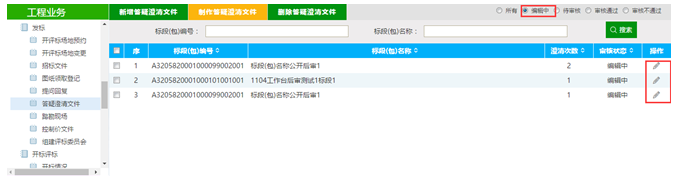 工程业务
新增答疑澄清文件 制作答疑澄清文件 删除答疑澄清文件 所有 编辑中 待审核 审核通过 审核不通过
发标
开评标场地预约
开评标场地变更
招标文件
图纸领取登记
提问回复
答疑澄清文件
踏勘现场
控制价文件
组建评标委员会
开标评标
开标情况
标段(包)编号： 标段(包)名称： 搜索
序 标段(包)编号 标段(包)名称 澄清次数 审核状态 操作
1 A3205820001000099002001 标段(包)名称公开后审1 2 编辑中
2 A3205820001000101001001 1104工作台后审测试1标段1 1 编辑中
3 A3205820001000099002001 标段(包)名称公开后审1 1 编辑中